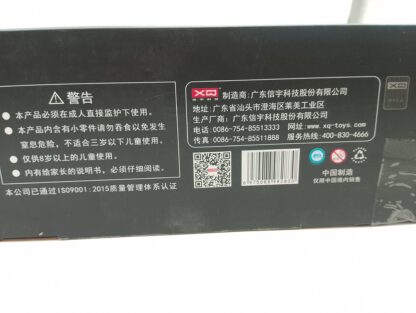 ⚠ 警告
● 本产品必须在成人直接监护下使用。
● 本产品内含有小零件请勿吞食以免发生
窒息危险，不适合三岁以下儿童使用。
● 仅供8岁以上的儿童使用。
● 内有给家长的说明书，必须仔细阅读。
本公司已通过ISO9001:2015质量管理体系认证
XQ 制造商:广东信宇科技股份有限公司
地址:广东省汕头市澄海区莱美工业区
生产厂商:广东信宇科技股份有限公司
电话:0086-754-85513333 网址:www.xq-toys.com
传真:0086-754-85511888 服务热线:400-830-4666
中国制造
仅限中国境内销售
XQ